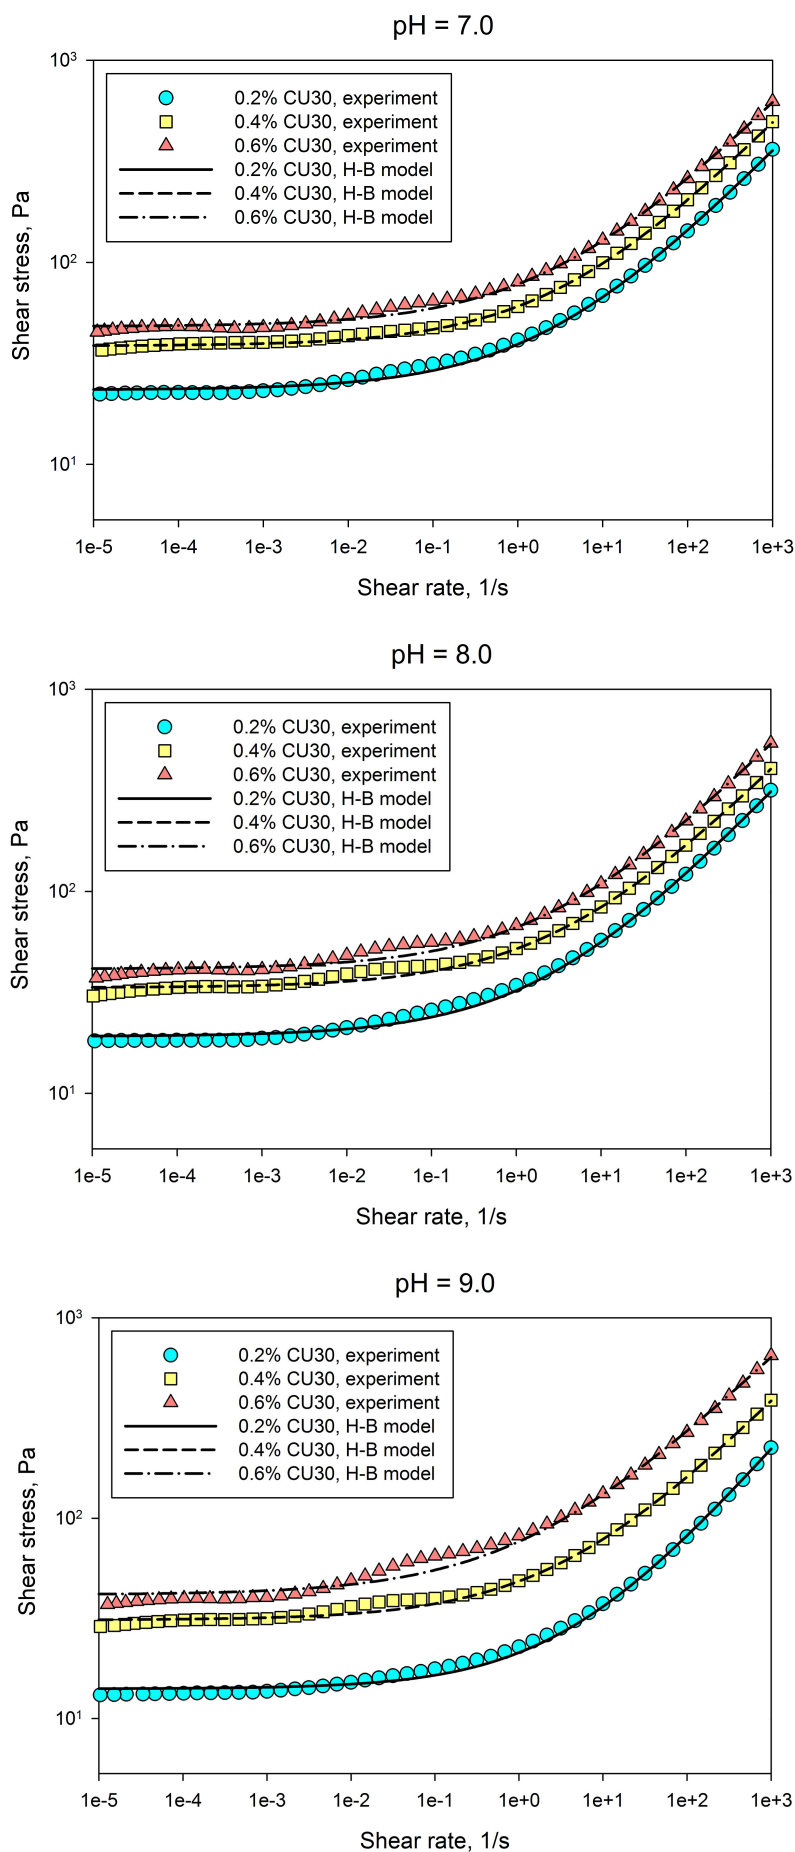 pH = 7.0
10³
0.2% CU30, experiment
0.4% CU30, experiment
0.6% CU30, experiment
0.2% CU30, H-B model
0.4% CU30, H-B model
0.6% CU30, H-B model
Shear stress, Pa
10²
10¹
1e-5 1e-4 1e-3 1e-2 1e-1 1e+0 1e+1 1e+2 1e+3
Shear rate, 1/s
pH = 8.0
10³
0.2% CU30, experiment
0.4% CU30, experiment
0.6% CU30, experiment
0.2% CU30, H-B model
0.4% CU30, H-B model
0.6% CU30, H-B model
Shear stress, Pa
10²
10¹
1e-5 1e-4 1e-3 1e-2 1e-1 1e+0 1e+1 1e+2 1e+3
Shear rate, 1/s
pH = 9.0
10³
0.2% CU30, experiment
0.4% CU30, experiment
0.6% CU30, experiment
0.2% CU30, H-B model
0.4% CU30, H-B model
0.6% CU30, H-B model
Shear stress, Pa
10²
10¹
1e-5 1e-4 1e-3 1e-2 1e-1 1e+0 1e+1 1e+2 1e+3
Shear rate, 1/s